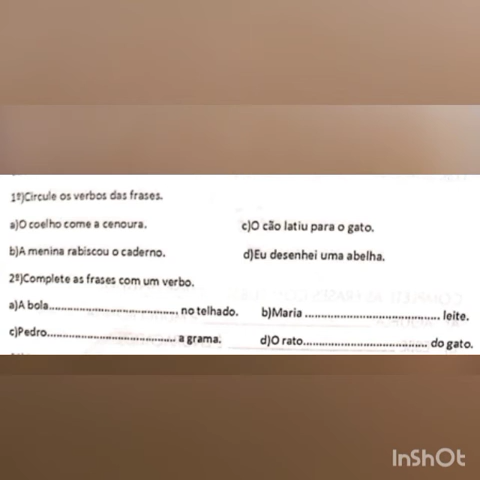 1º)Circule os verbos das frases.
a)O coelho come a cenoura. c)O cão latiu para o gato.
b)A menina rabiscou o caderno. d)Eu desenhei uma abelha.
2º)Complete as frases com um verbo.
a)A bola........................................ no telhado. b)Maria ........................................ leite.
c)Pedro........................................ a grama. d)O rato...................................... do gato.
InShOt